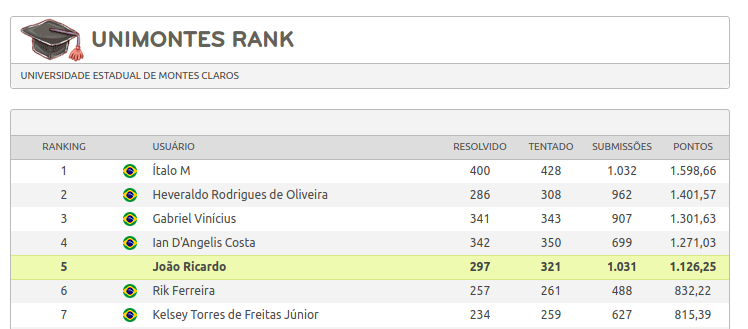 UNIMONTES RANK
UNIVERSIDADE ESTADUAL DE MONTES CLAROS
RANKING USUÁRIO RESOLVIDO TENTADO SUBMISSÕES PONTOS
1 Ítalo M 400 428 1.032 1.598,66
2 Heveraldo Rodrigues de Oliveira 286 308 962 1.401,57
3 Gabriel Vinícius 341 343 907 1.301,63
4 Ian D'Angelis Costa 342 350 699 1.271,03
5 João Ricardo 297 321 1.031 1.126,25
6 Rik Ferreira 257 261 488 832,22
7 Kelsey Torres de Freitas Júnior 234 259 627 815,39